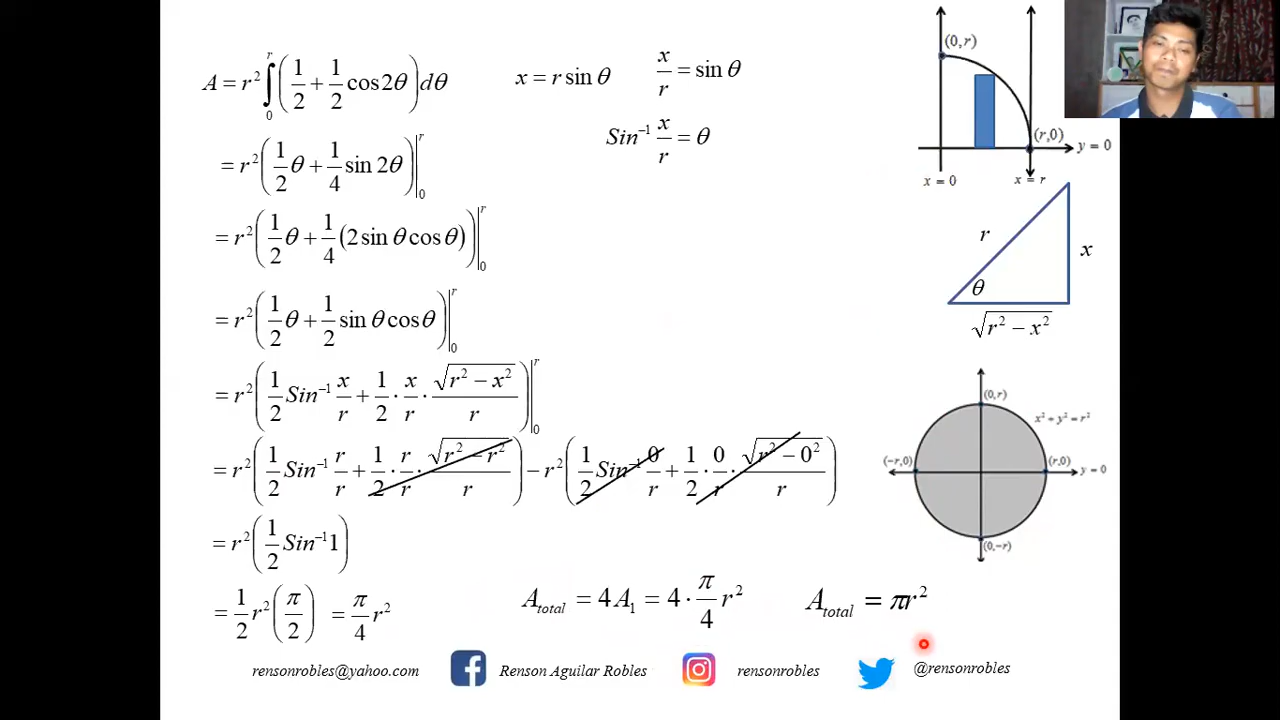 A = r² ∫₀ʳ (1/2 + 1/2 cos2θ) dθ
x = r sin θ
x/r = sin θ
Sin⁻¹ x/r = θ
= r² (1/2 θ + 1/4 sin 2θ) |₀ʳ
= r² (1/2 θ + 1/4 (2 sin θ cos θ)) |₀ʳ
= r² (1/2 θ + 1/2 sin θ cos θ) |₀ʳ
= r² (1/2 Sin⁻¹ x/r + 1/2 · x/r · √(r² − x²)/r) |₀ʳ
= r² (1/2 Sin⁻¹ r/r + 1/2 · r/r · √(r² − r²)/r) − r² (1/2 Sin⁻¹ 0/r + 1/2 · 0/r · √(r² − 0²)/r)
= r² (1/2 Sin⁻¹1)
= 1/2 r² (π/2) = π/4 r²
A_total = 4A₁ = 4 · π/4 r²
A_total = πr²
(0,r)
(r,0)
y = 0
x = 0
x = r
r
x
θ
√(r² − x²)
(0,r)
x² + y² = r²
(−r,0)
(r,0)
y = 0
(0,−r)
rensonrobles@yahoo.com
Renson Aguilar Robles
rensonrobles
@rensonrobles